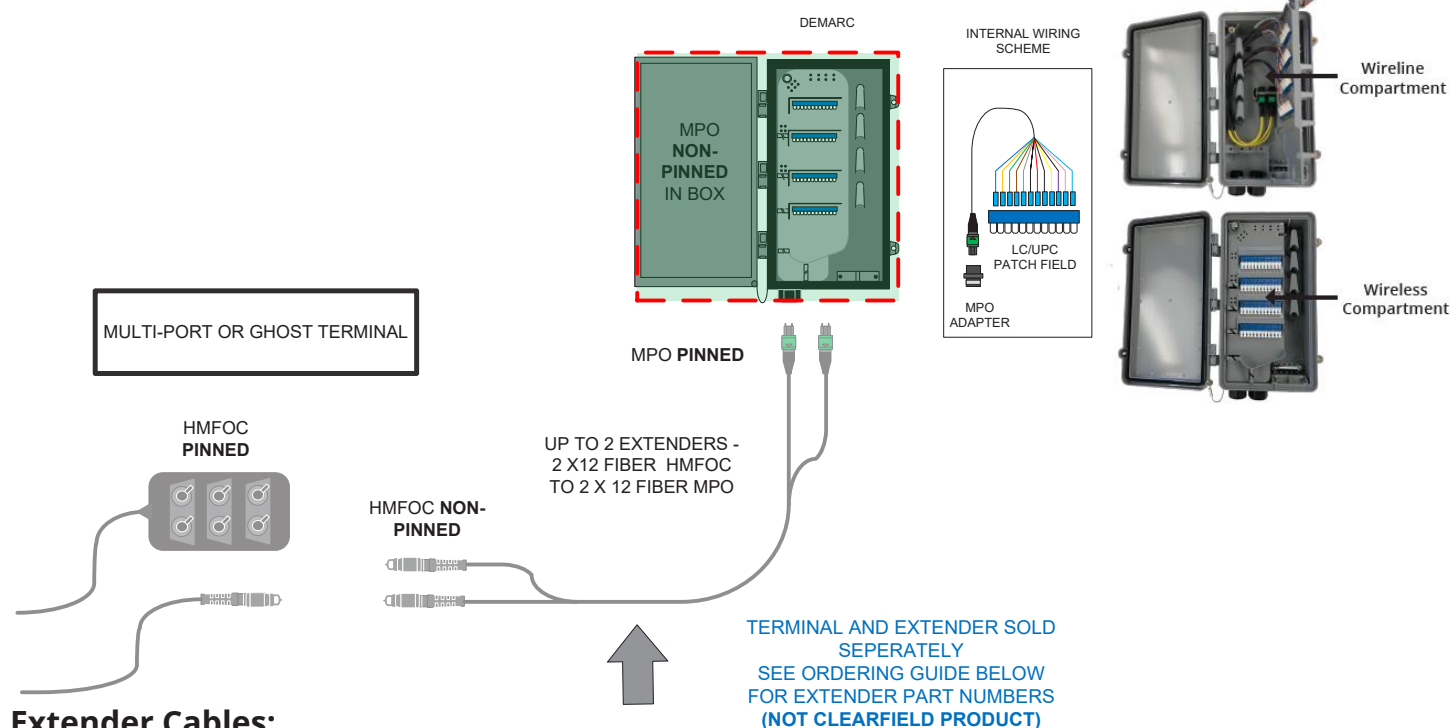 DEMARC
MPO
NON-
PINNED
IN BOX
INTERNAL WIRING
SCHEME
LC/UPC
PATCH FIELD
MPO
ADAPTER
Wireline
Compartment
Wireless
Compartment
MULTI-PORT OR GHOST TERMINAL
HMFOC
PINNED
MPO PINNED
UP TO 2 EXTENDERS -
2 X12 FIBER HMFOC
TO 2 X 12 FIBER MPO
HMFOC NON-
PINNED
TERMINAL AND EXTENDER SOLD
SEPERATELY
SEE ORDERING GUIDE BELOW
FOR EXTENDER PART NUMBERS
(NOT CLEARFIELD PRODUCT)
Extender Cables: